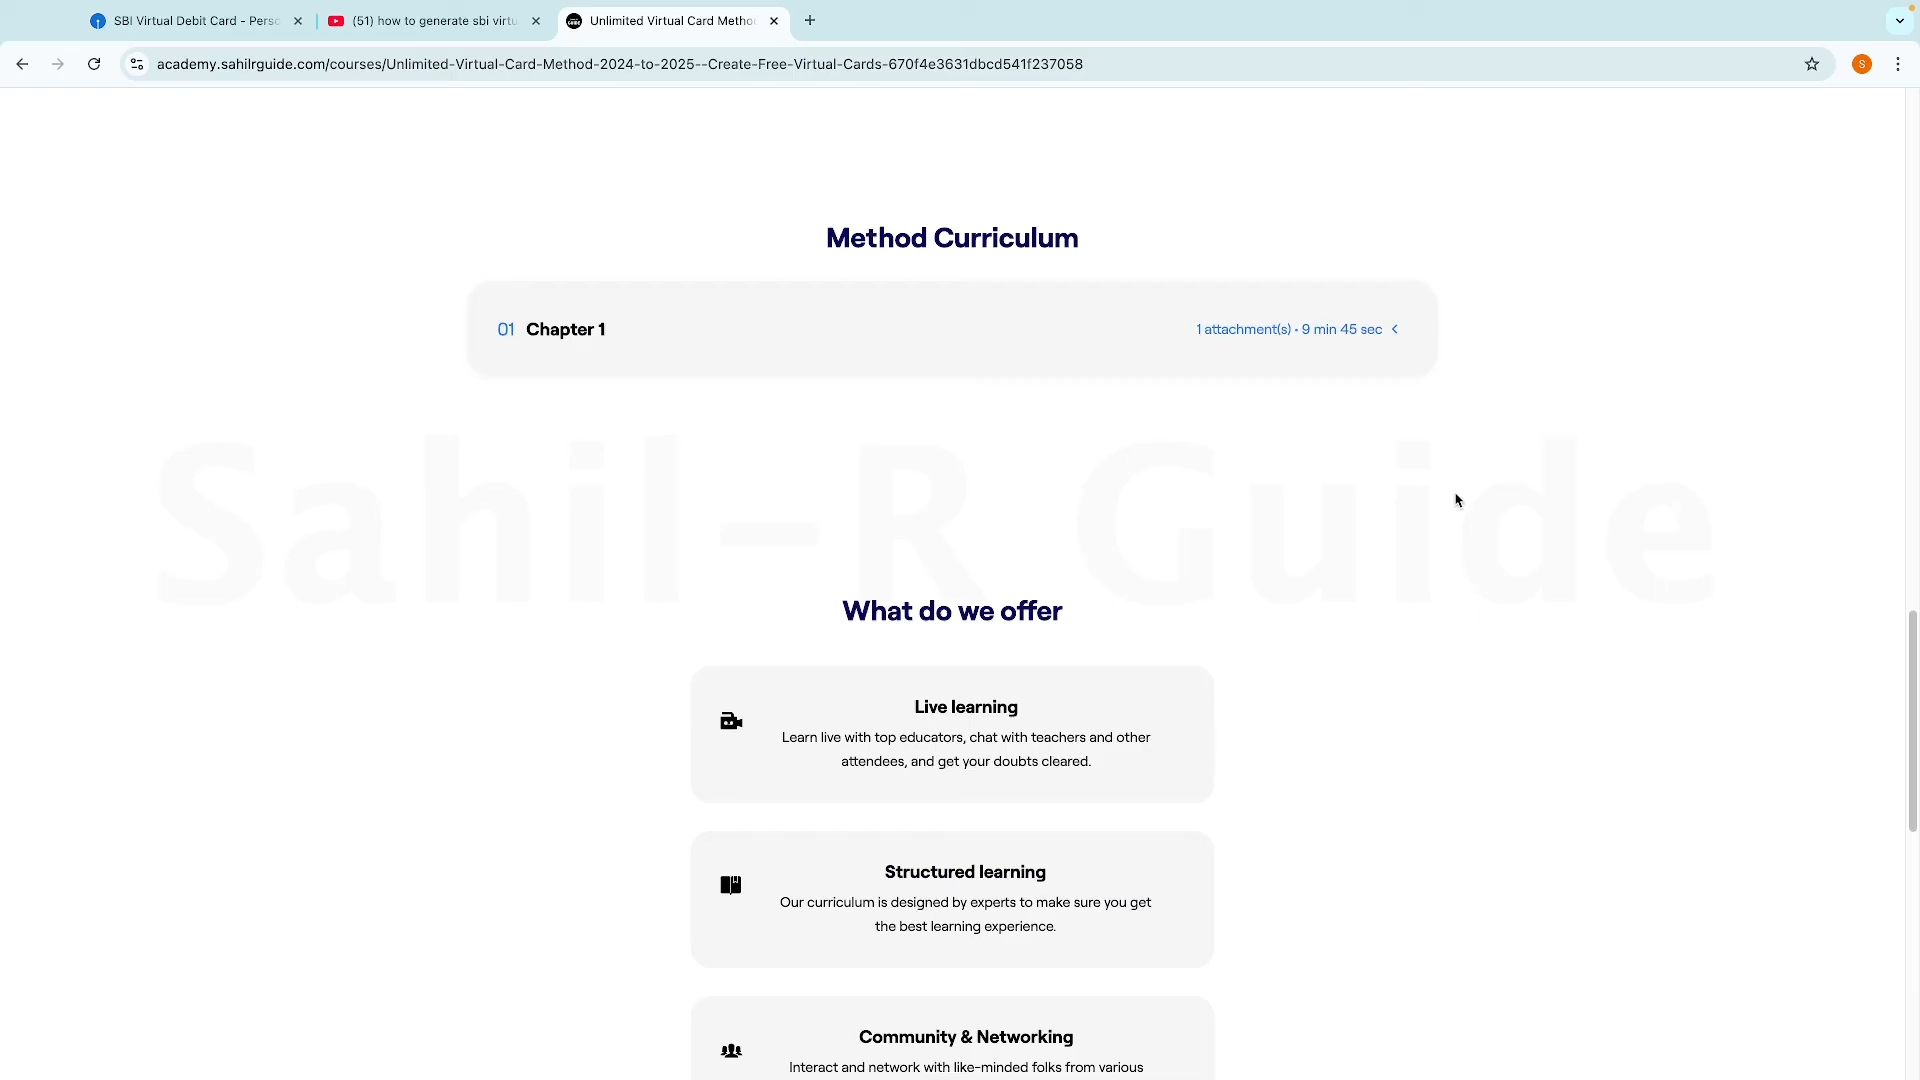 SBI Virtual Debit Card - Perso
(51) how to generate sbi virtu
Unlimited Virtual Card Metho
academy.sahilrguide.com/courses/Unlimited-Virtual-Card-Method-2024-to-2025--Create-Free-Virtual-Cards-670f4e3631dbcd541f237058
S
Method Curriculum
01 Chapter 1
1 attachment(s) • 9 min 45 sec
Sahil-R Guide
What do we offer
Live learning
Learn live with top educators, chat with teachers and other
attendees, and get your doubts cleared.
Structured learning
Our curriculum is designed by experts to make sure you get
the best learning experience.
Community & Networking
Interact and network with like-minded folks from various